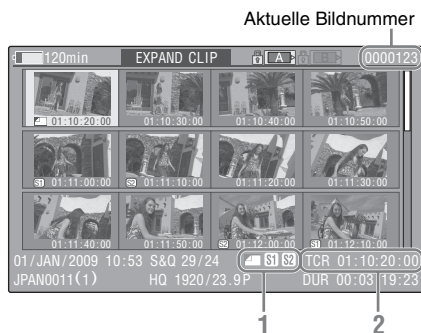 Aktuelle Bildnummer
120min EXPAND CLIP A B 0000123
01:10:20:00 01:10:30:00 01:10:40:00 01:10:50:00
S1 01:11:00:00 S2 01:11:10:00 01:11:20:00 01:11:30:00
01:11:40:00 01:11:50:00 S2 01:12:00:00 S1 01:12:10:00
01/JAN/2009 10:53 S&Q 29/24 S1 S2 TCR 01:10:20:00
JPAN0011(1) HQ 1920/23.9P DUR 00:03:19:23
1 2